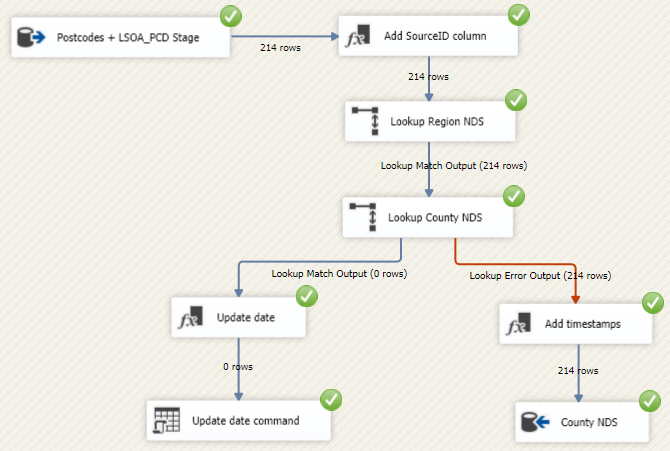 Postcodes + LSOA_PCD Stage
214 rows
Add SourceID column
214 rows
Lookup Region NDS
Lookup Match Output (214 rows)
Lookup County NDS
Lookup Match Output (0 rows)
Lookup Error Output (214 rows)
Update date
Add timestamps
0 rows
214 rows
Update date command
County NDS